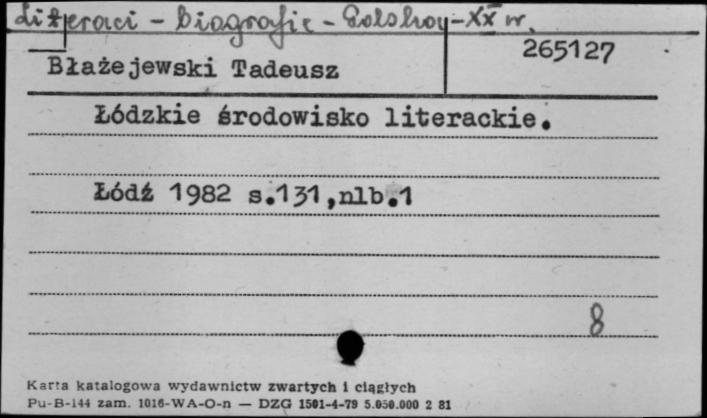 Literaci - biografie - Polska - XX w.
265127
Błażejewski Tadeusz
Łódzkie środowisko literackie.
Łódź 1982 s.131,nlb.1
8
Karta katalogowa wydawnictw zwartych i ciągłych
Pu-B-144 zam. 1016-WA-O-n — DZG 1501-4-79 5.050.000 2 81